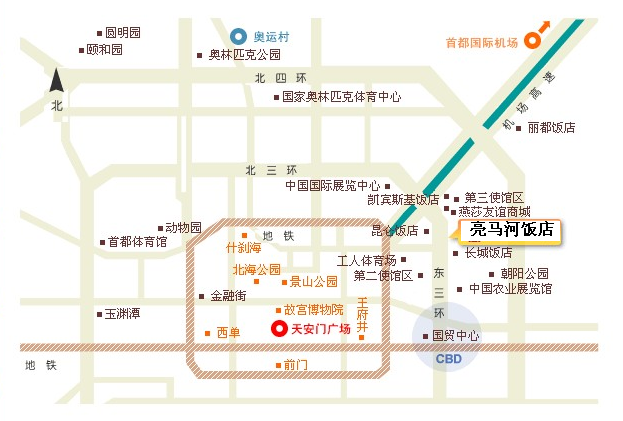 圆明园
颐和园
奥运村
首都国际机场
奥林匹克公园
北四环
北
国家奥林匹克体育中心
机场高速
丽都饭店
北三环
中国国际展览中心
凯宾斯基饭店
第三使馆区
燕莎友谊商城
动物园
首都体育馆
地铁
什刹海
昆仑饭店
亮马河饭店
长城饭店
工人体育场
第二使馆区
东三环
朝阳公园
中国农业展览馆
北海公园
景山公园
金融街
故宫博物院
王府井
玉渊潭
西单
天安门广场
国贸中心
CBD
地铁
前门